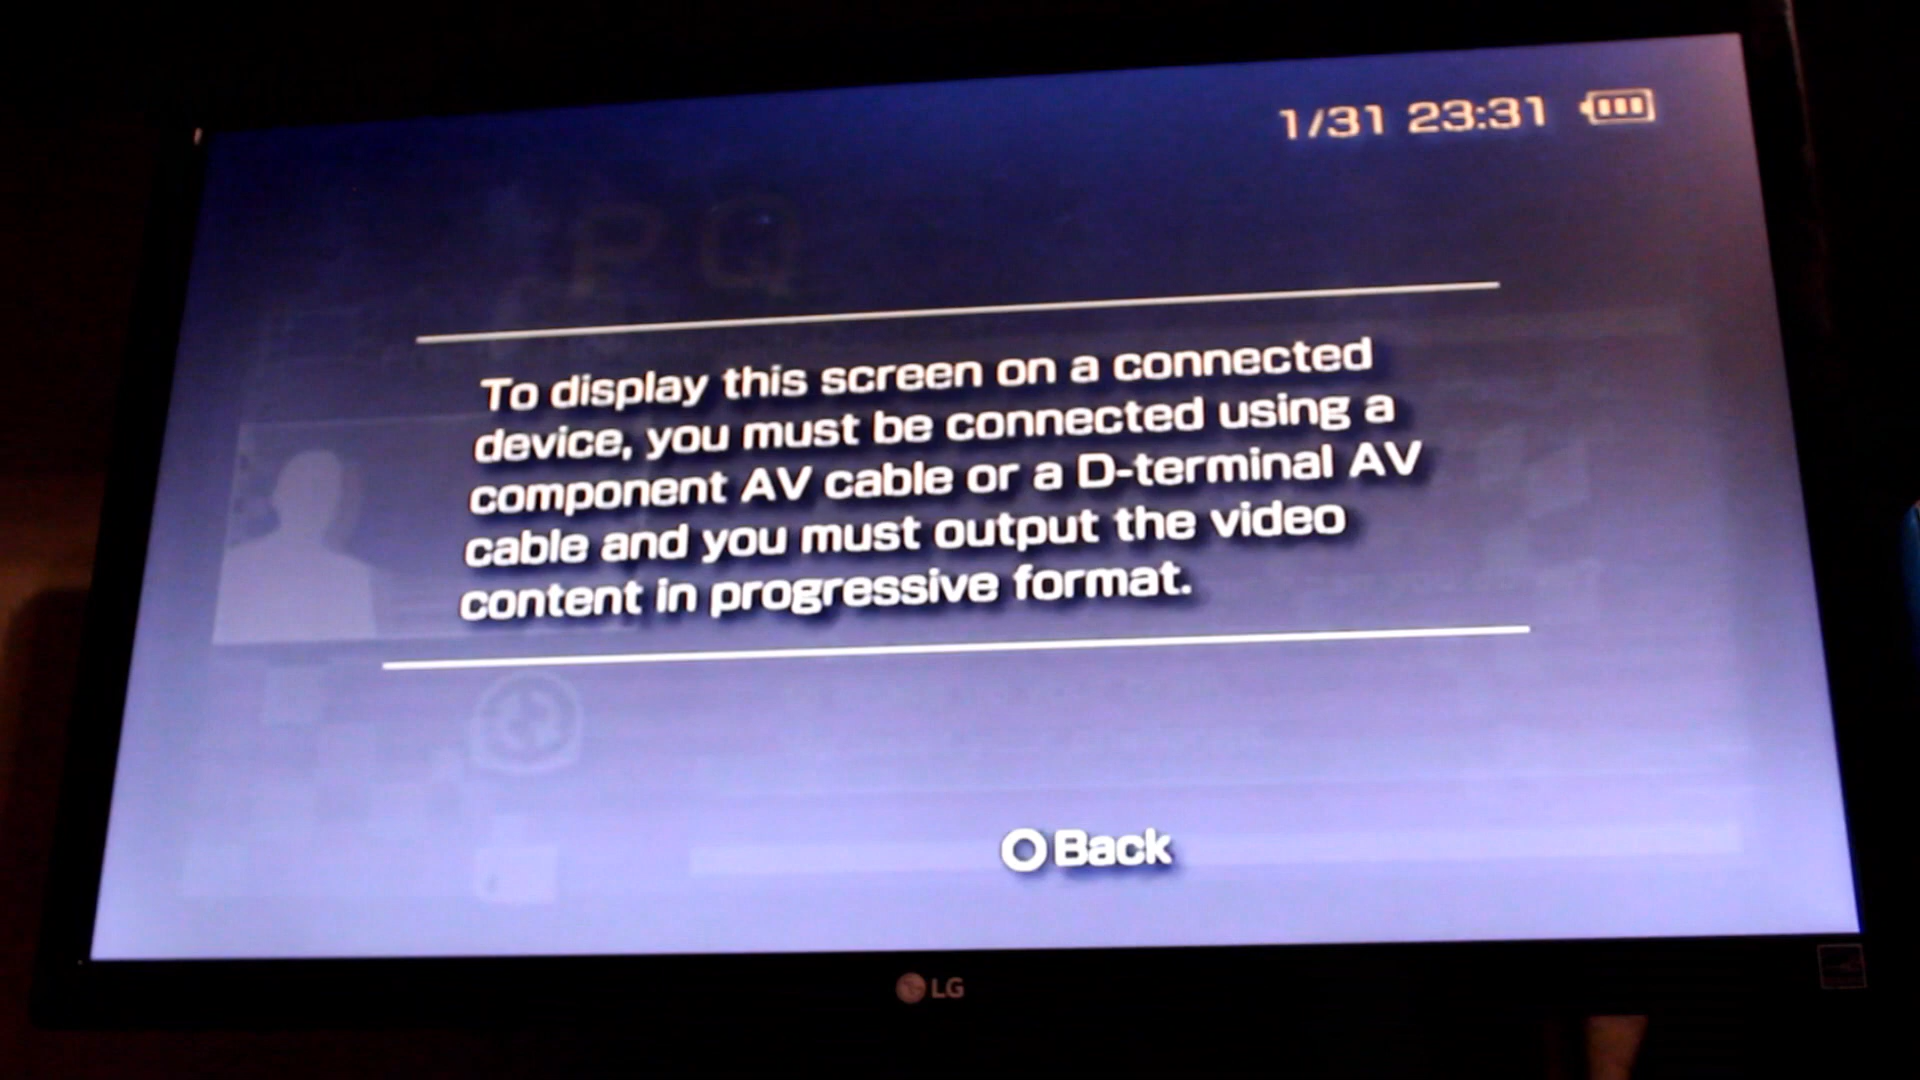 1/31 23:31
P Q
To display this screen on a connected
device, you must be connected using a
component AV cable or a D-terminal AV
cable and you must output the video
content in progressive format.
Back
LG